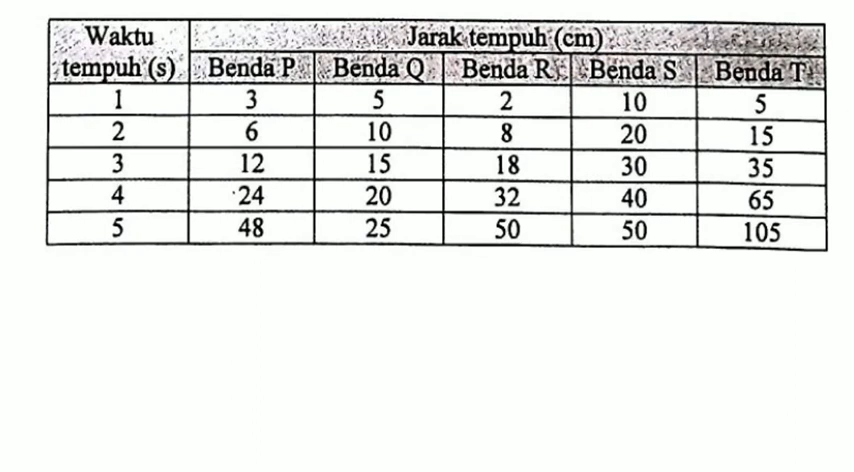 Waktu tempuh (s) Jarak tempuh (cm)
Benda P Benda Q Benda R Benda S Benda T
1 3 5 2 10 5
2 6 10 8 20 15
3 12 15 18 30 35
4 24 20 32 40 65
5 48 25 50 50 105